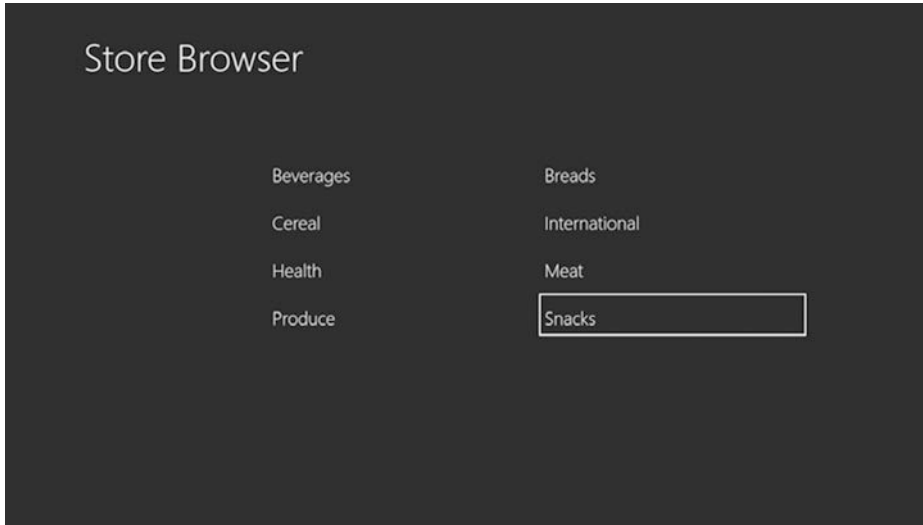 Store Browser
Beverages Breads
Cereal International
Health Meat
Produce Snacks